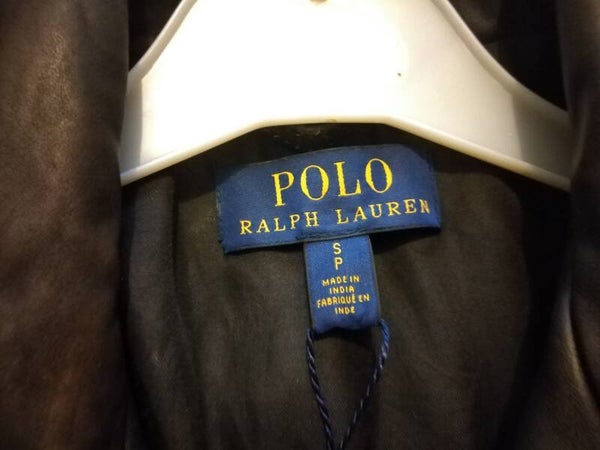 POLO
RALPH LAUREN
S
P
MADE IN
INDIA
FABRIQUÉ EN
INDE